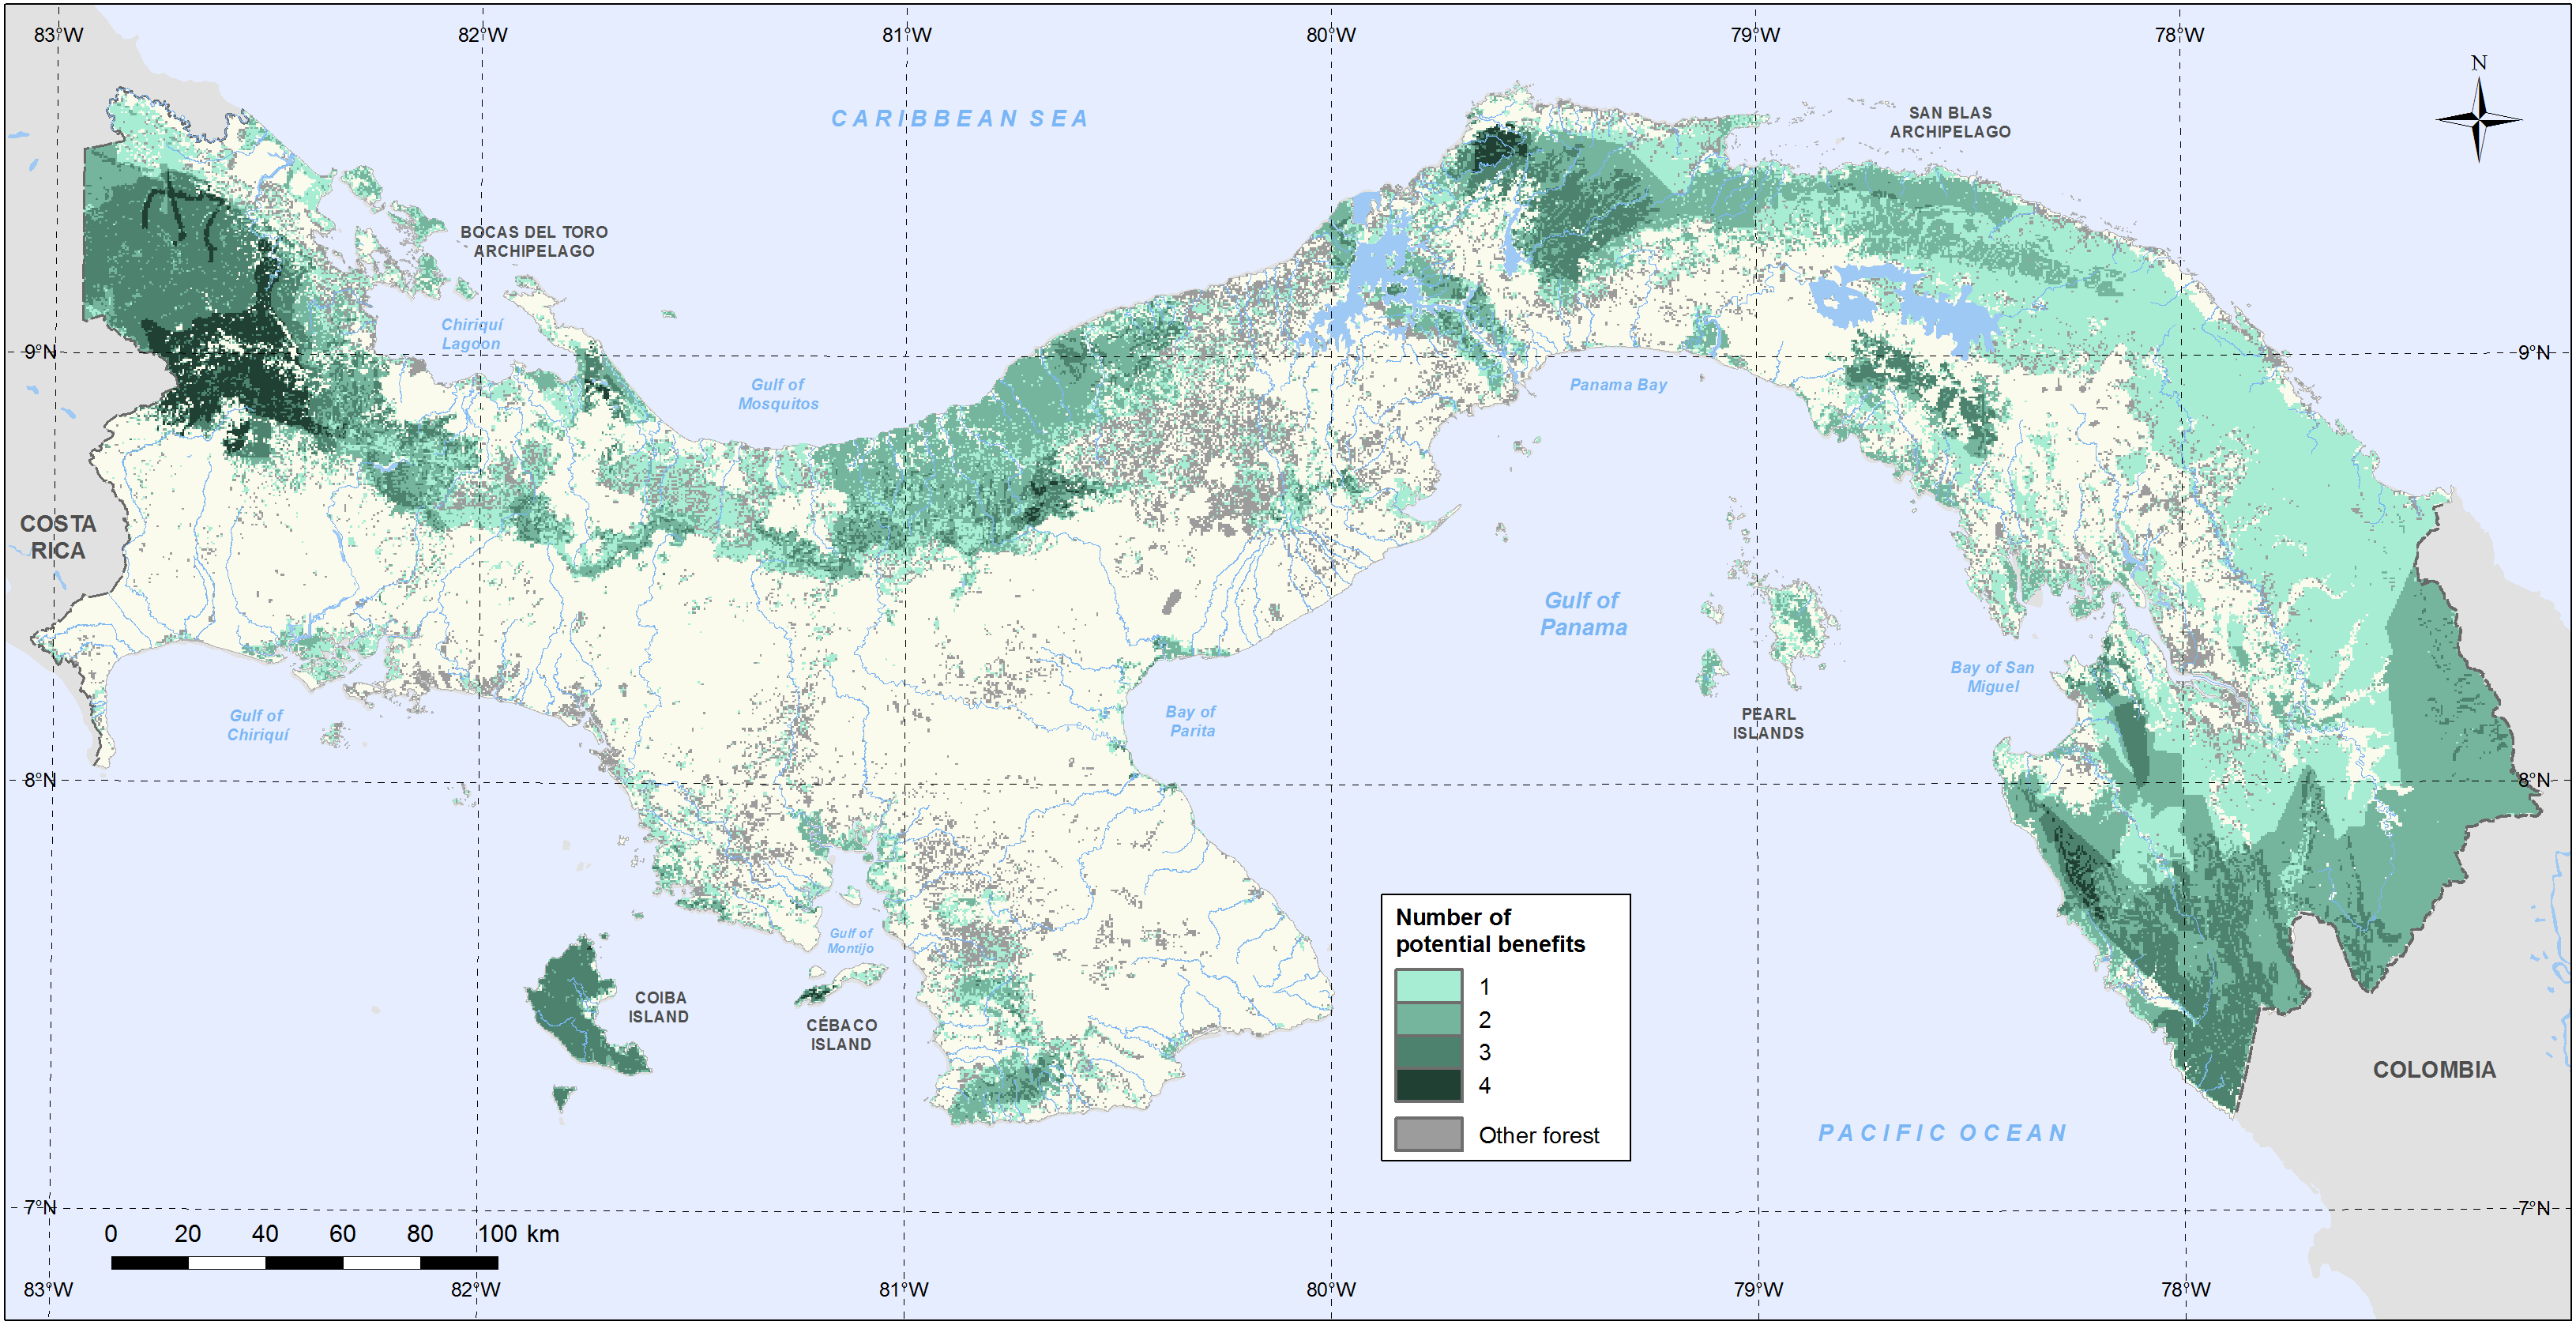 83°W
82°W
81°W
80°W
79°W
78°W
N
CARIBBEAN SEA
SAN BLAS
ARCHIPELAGO
BOCAS DEL TORO
ARCHIPELAGO
Chiriquí
Lagoon
9°N
9°N
Gulf of
Mosquitos
Panama Bay
COSTA
RICA
Gulf of
Panama
Bay of San
Miguel
Gulf of
Chiriquí
Bay of
Parita
PEARL
ISLANDS
8°N
8°N
Gulf of
Montijo
COIBA
ISLAND
CÉBACO
ISLAND
Number of
potential benefits
1
2
3
4
Other forest
COLOMBIA
PACIFIC OCEAN
7°N
7°N
0 20 40 60 80 100 km
83°W
82°W
81°W
80°W
79°W
78°W